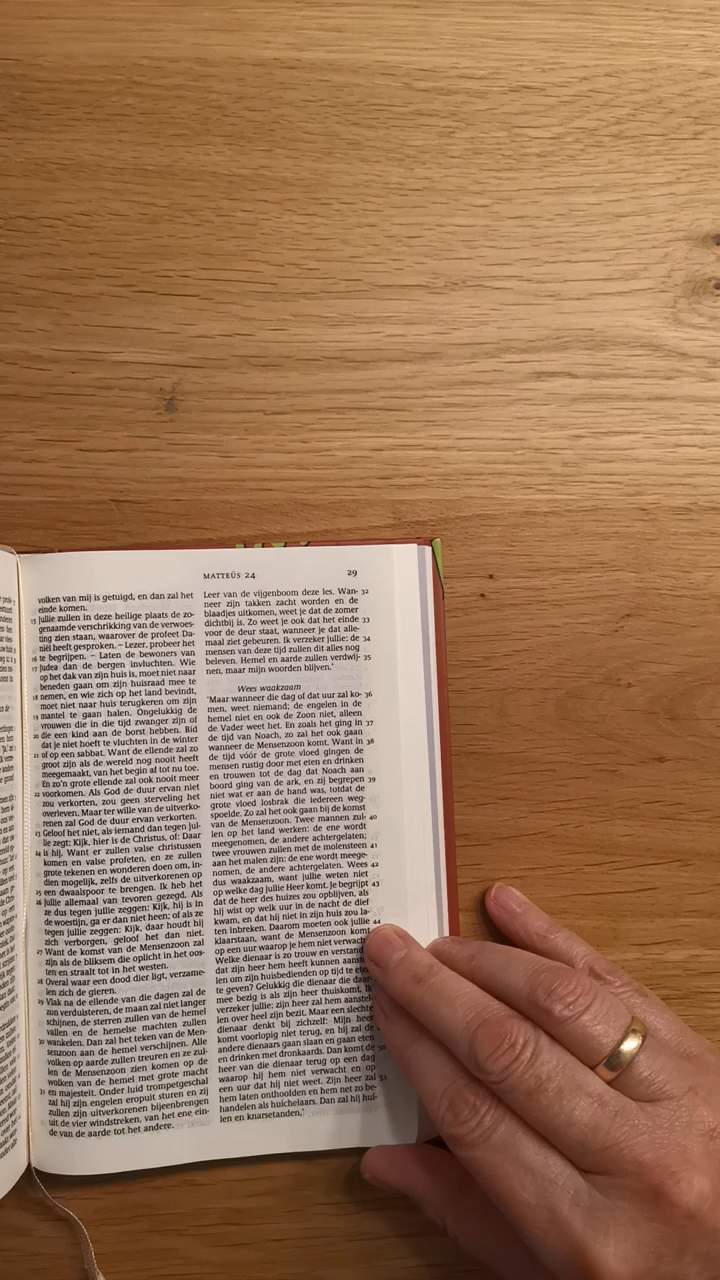 MATTEÜS 24
29
volken van mij is getuigd, en dan zal het
einde komen.
15 Jullie zullen in deze heilige plaats de zo-
genaamde verschrikking van de verwoes-
ting zien staan, waarover de profeet Da-
niël heeft gesproken. – Lezer, probeer het
16 te begrijpen. – Laten de bewoners van
17 Judea dan de bergen invluchten. Wie
op het dak van zijn huis is, moet niet naar
beneden gaan om zijn huisraad mee te
18 nemen, en wie zich op het land bevindt,
moet niet naar huis terugkeren om zijn
19 mantel te gaan halen. Ongelukkig de
vrouwen die in die tijd zwanger zijn of
20 die een kind aan de borst hebben. Bid
dat je niet hoeft te vluchten in de winter
21 of op een sabbat. Want de ellende zal zo
groot zijn als de wereld nog nooit heeft
meegemaakt, van het begin af tot nu toe.
En zo'n grote ellende zal ook nooit meer
22 voorkomen. Als God de duur ervan niet
zou verkorten, zou geen sterveling het
overleven. Maar ter wille van de uitverko-
renen zal God de duur ervan verkorten.
23 Geloof het niet, als iemand dan tegen jul-
lie zegt: Kijk, hier is de Christus, of: Daar
24 is hij. Want er zullen valse christussen
komen en valse profeten, en ze zullen
grote tekenen en wonderen doen om, in-
dien mogelijk, zelfs de uitverkorenen op
25 een dwaalspoor te brengen. Ik heb het
26 jullie allemaal van tevoren gezegd. Als
ze dus tegen jullie zeggen: Kijk, hij is in
de woestijn, ga er dan niet heen; of als ze
tegen jullie zeggen: Kijk, daar houdt hij
zich verborgen, geloof het dan niet.
27 Want de komst van de Mensenzoon zal
zijn als de bliksem die oplicht in het oos-
ten en straalt tot in het westen.
28 Overal waar een dood dier ligt, verzame-
len zich de gieren.
29 Vlak na de ellende van die dagen zal de
zon verduisteren, de maan zal niet langer
schijnen, de sterren zullen van de hemel
vallen en de hemelse machten zullen
30 wankelen. Dan zal het teken van de Men-
senzoon aan de hemel verschijnen. Alle
volken op aarde zullen treuren en ze zul-
len de Mensenzoon zien komen op de
wolken van de hemel met grote macht
31 en majesteit. Onder luid trompetgeschal
zal hij zijn engelen eropuit sturen en zij
zullen zijn uitverkorenen bijeenbrengen
uit de vier windstreken, van het ene ein-
de van de aarde tot het andere.
Leer van de vijgenboom deze les. Wan- 32
neer zijn takken zacht worden en de
blaadjes uitkomen, weet je dat de zomer
dichtbij is. Zo weet je ook dat het einde 33
voor de deur staat, wanneer je dat alle-
maal ziet gebeuren. Ik verzeker jullie: de 34
mensen van deze tijd zullen dit alles nog
beleven. Hemel en aarde zullen verdwij- 35
nen, maar mijn woorden blijven.'
Wees waakzaam
'Maar wanneer die dag of dat uur zal ko- 36
men, weet niemand; de engelen in de
hemel niet en ook de Zoon niet, alleen
de Vader weet het. En zoals het ging in 37
de tijd van Noach, zo zal het ook gaan
wanneer de Mensenzoon komt. Want in 38
de tijd vóór de grote vloed gingen de
mensen rustig door met eten en drinken
en trouwen tot de dag dat Noach aan
boord ging van de ark, en zij begrepen 39
niet wat er aan de hand was, totdat de
grote vloed losbrak die iedereen weg-
spoelde. Zo zal het ook gaan bij de komst
van de Mensenzoon. Twee mannen zul- 40
len op het land werken: de ene wordt
meegenomen, de andere achtergelaten;
twee vrouwen zullen met de molensteen 41
aan het malen zijn: de ene wordt meege-
nomen, de andere achtergelaten. Wees 42
dus waakzaam, want jullie weten niet
op welke dag jullie Heer komt. Je begrijpt 43
dat de heer des huizes zou opblijven, als
hij wist op welk uur in de nacht de dief
kwam, en dat hij niet in zijn huis zou la-
ten inbreken. Daarom moeten ook jullie 44
klaarstaan, want de Mensenzoon komt
op een uur waarop je hem niet verwacht.
Welke dienaar is zo trouw en verstand
dat zijn heer hem heeft kunnen aanst
len om zijn huisbedienden op tijd te ete
te geven? Gelukkig die dienaar die daar
mee bezig is als zijn heer thuiskomt. Ik
verzeker jullie: zijn heer zal hem aanstel
len over heel zijn bezit. Maar een slechte
dienaar denkt bij zichzelf: Mijn heer
komt voorlopig niet terug, en hij zal de
andere dienaars gaan slaan en gaan eten
en drinken met dronkaards. Dan komt de 50
heer van die dienaar terug op een dag
waarop hij hem niet verwacht en op
een uur dat hij niet weet. Zijn heer zal 51
hem laten onthoofden en hem net zo be-
handelen als huichelaars. Dan zal hij hui-
len en knarsetanden.'